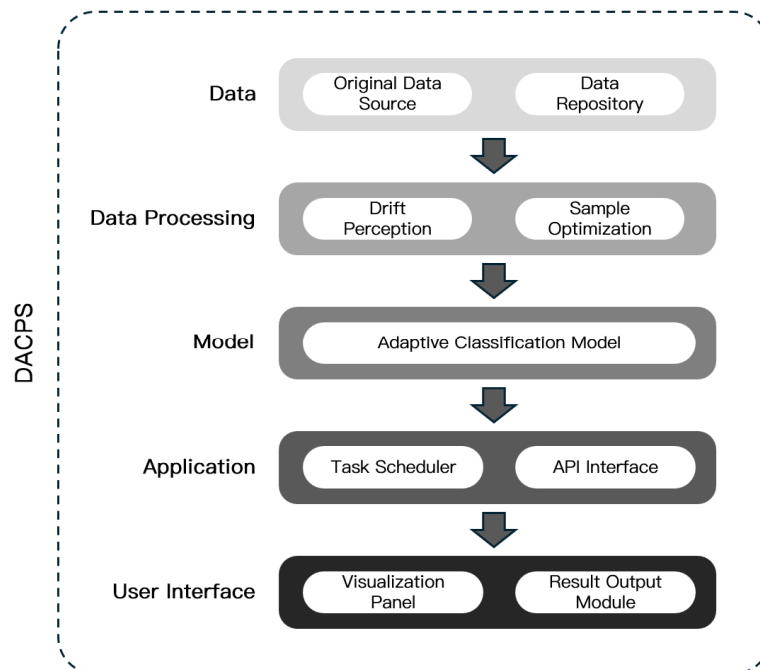 DACPS
Data
Original Data
Source
Data
Repository
Data Processing
Drift
Perception
Sample
Optimization
Model
Adaptive Classification Model
Application
Task Scheduler
API Interface
User Interface
Visualization
Panel
Result Output
Module